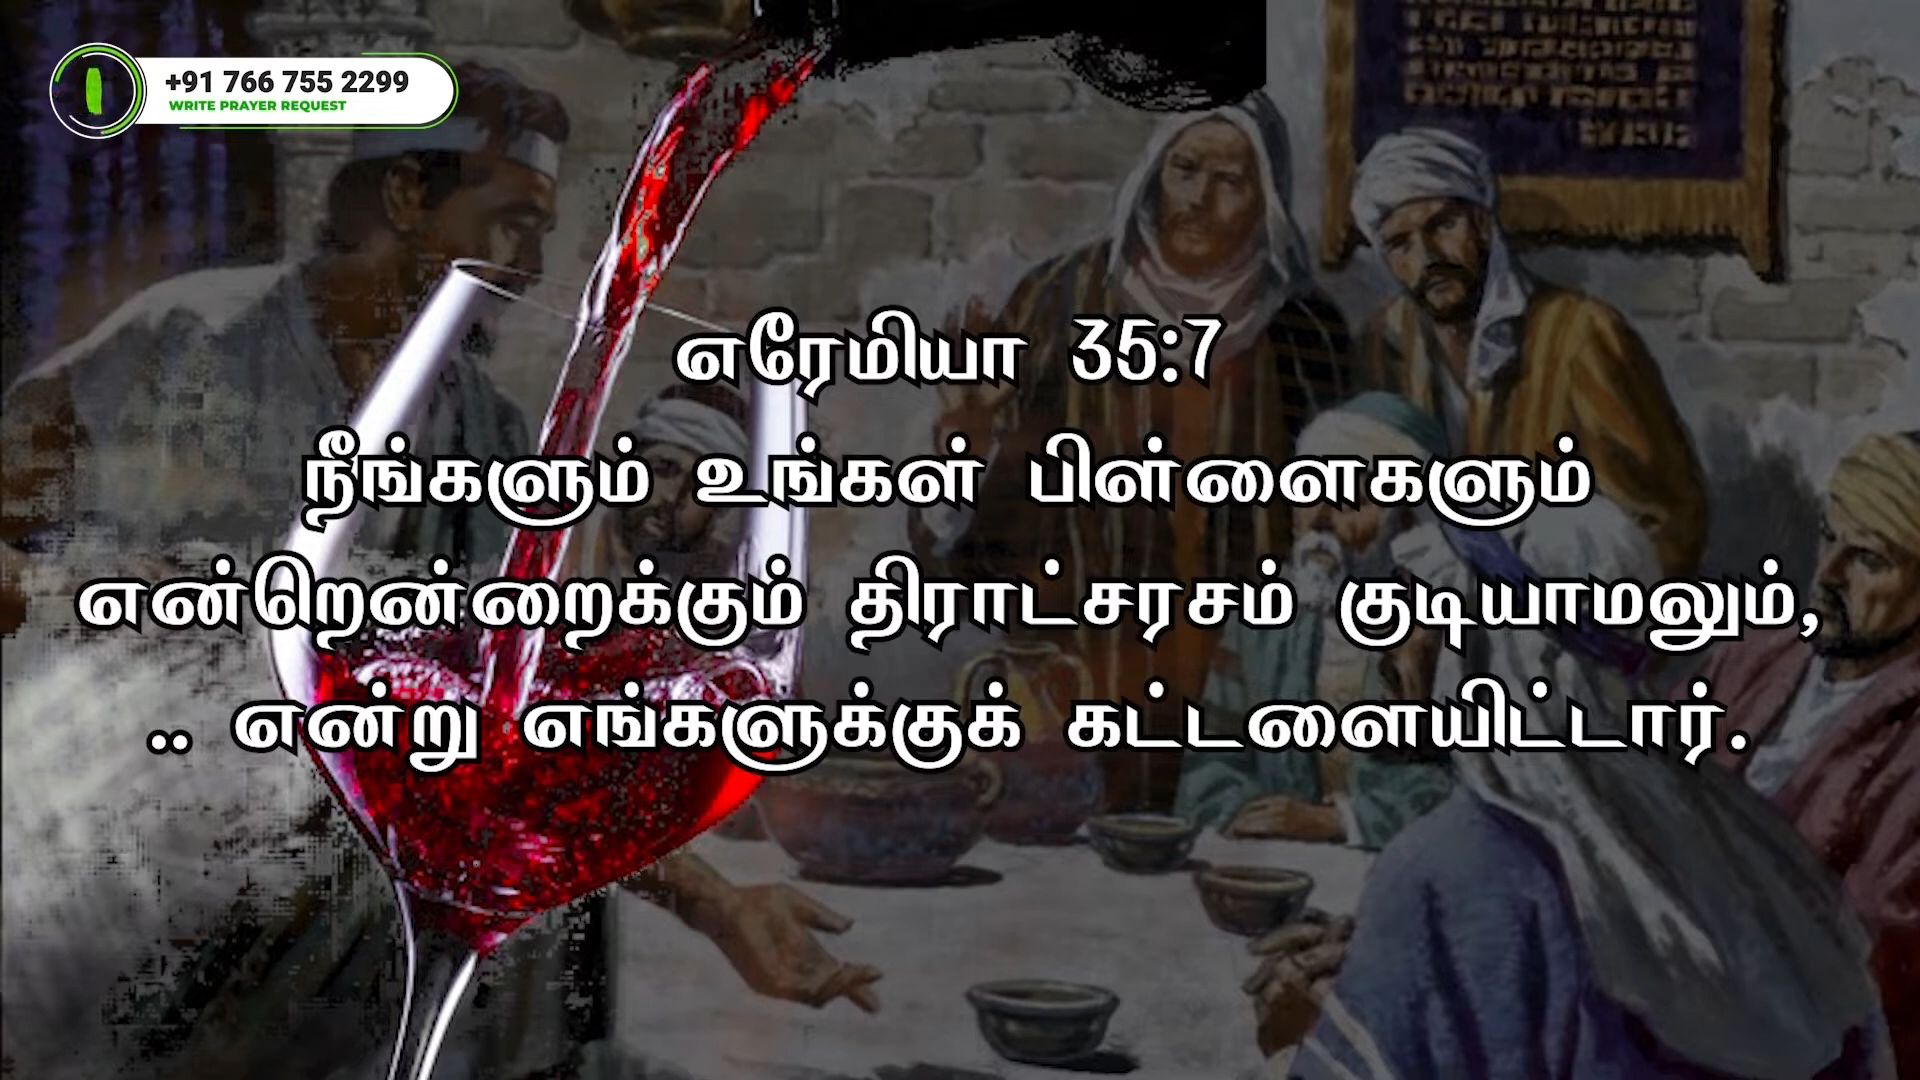 +91 766 755 2299
WRITE PRAYER REQUEST
எரேமியா 35:7
நீங்களும் உங்கள் பிள்ளைகளும்
என்றென்றைக்கும் திராட்சரசம் குடியாமலும்,
.. என்று எங்களுக்குக் கட்டளையிட்டார்.